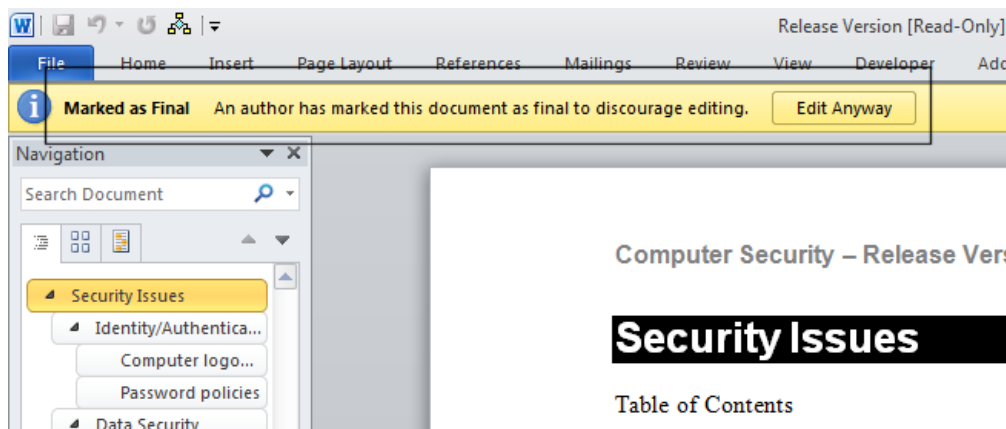 Release Version [Read-Only]
File Home Insert Page Layout References Mailings Review View Developer
Marked as Final An author has marked this document as final to discourage editing. Edit Anyway
Navigation
Search Document
Computer Security – Release
Security Issues
Identity/Authentica...
Security Issues
Computer logo...
Password policies
Table of Contents
Data Security